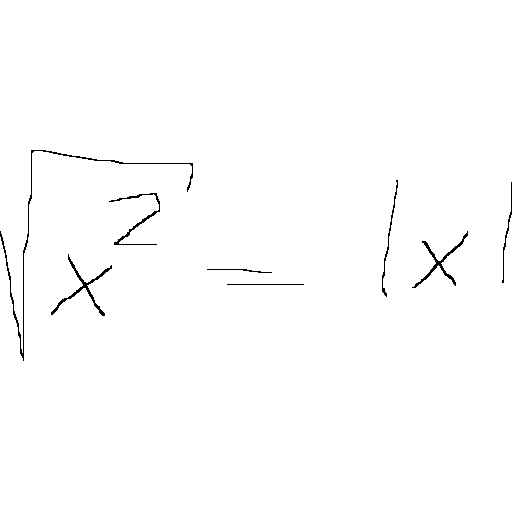 √x² = |x|